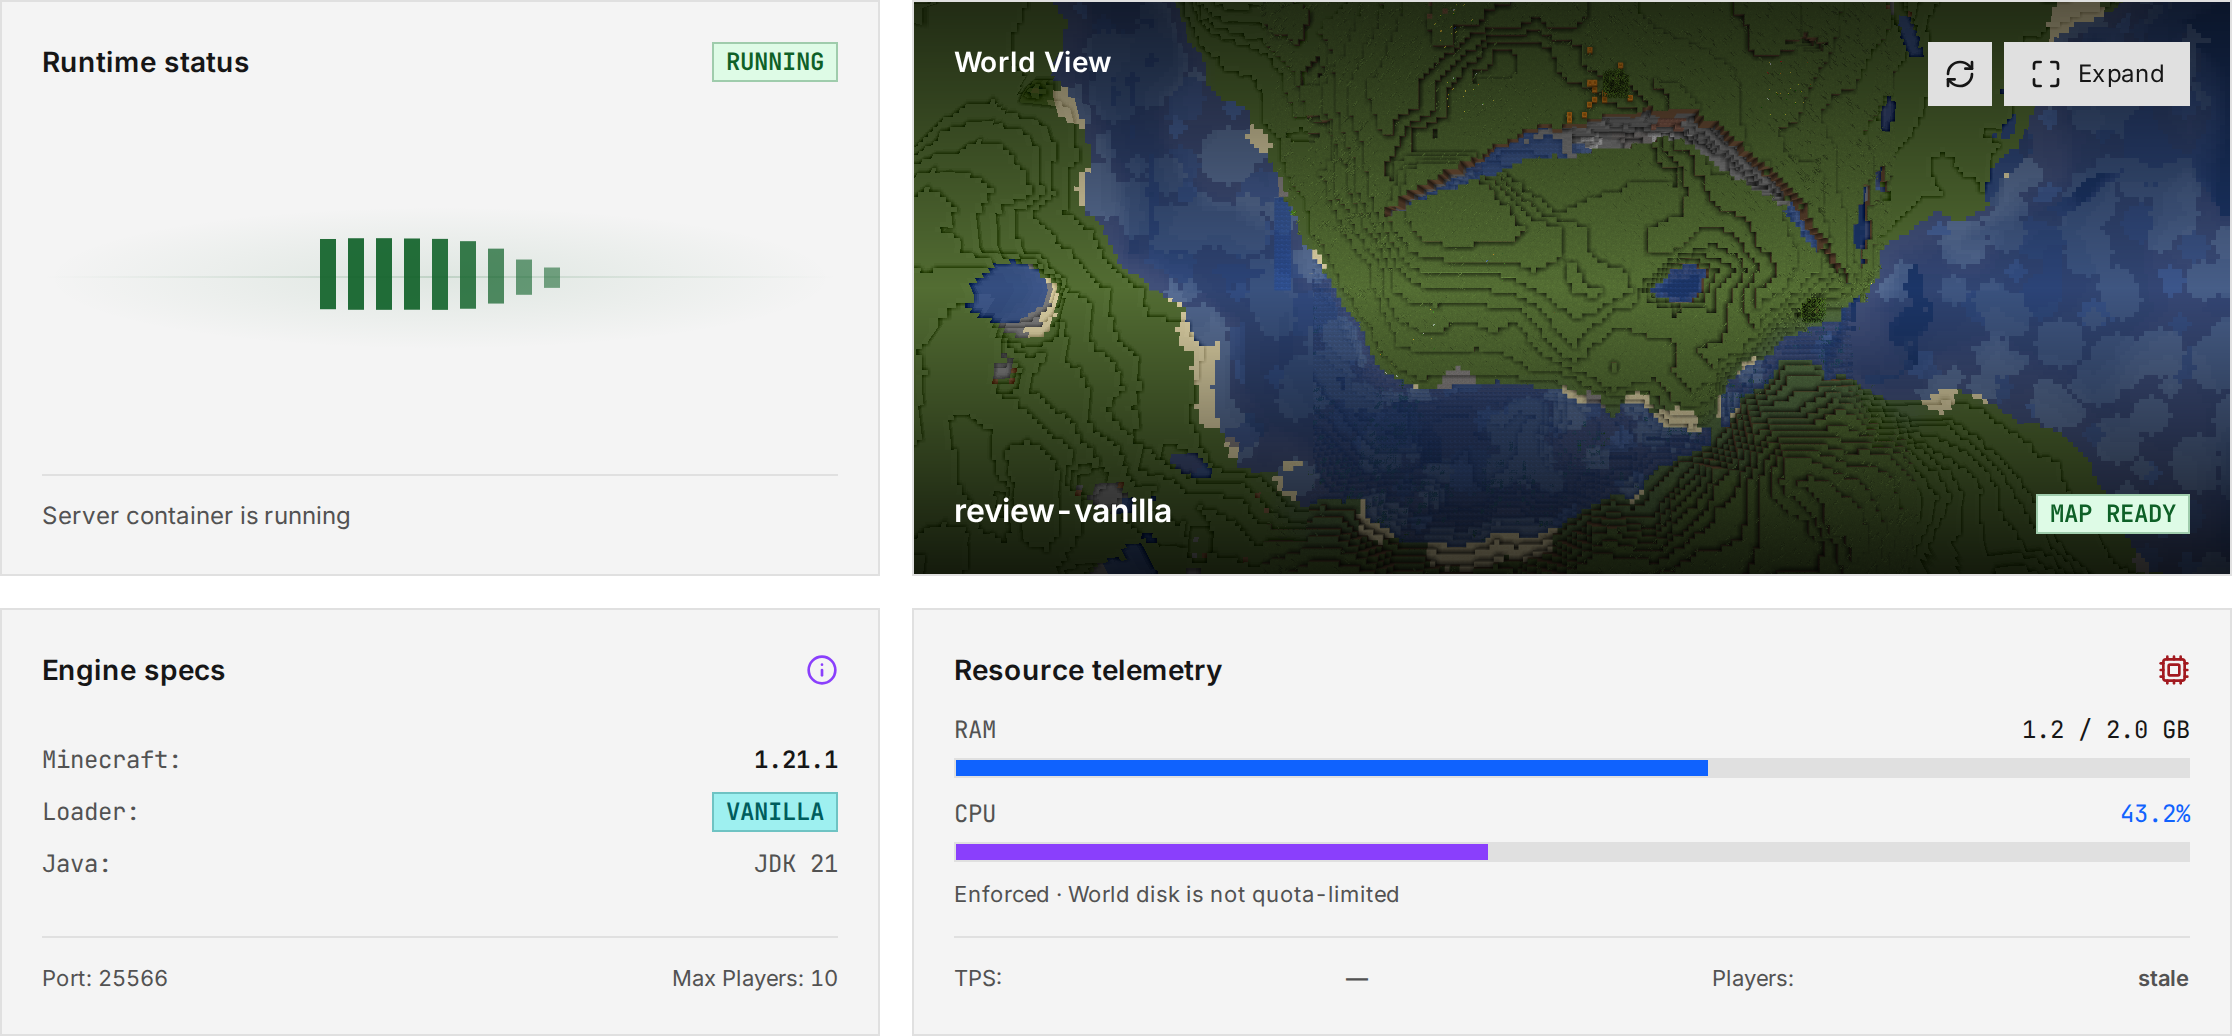 Runtime status
RUNNING
Server container is running
World View
Expand
review-vanilla
MAP READY
Engine specs
Minecraft: 1.21.1
Loader: VANILLA
Java: JDK 21
Port: 25566 Max Players: 10
Resource telemetry
RAM 1.2 / 2.0 GB
CPU 43.2%
Enforced · World disk is not quota-limited
TPS: — Players: stale